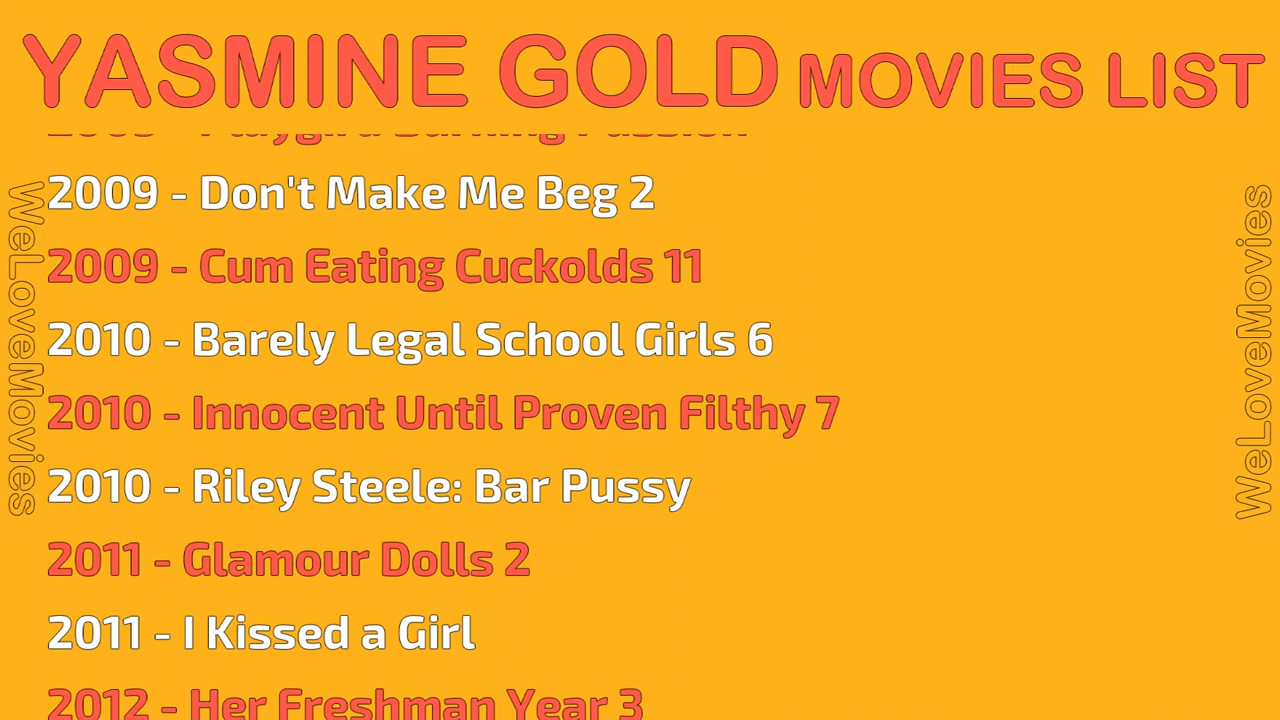 YASMINE GOLD MOVIES LIST
2009 - Don't Make Me Beg 2
2009 - Cum Eating Cuckolds 11
2010 - Barely Legal School Girls 6
2010 - Innocent Until Proven Filthy 7
2010 - Riley Steele: Bar Pussy
2011 - Glamour Dolls 2
2011 - I Kissed a Girl
2012 - Her Freshman Year 3
WeLoveMovies
WeLoveMovies